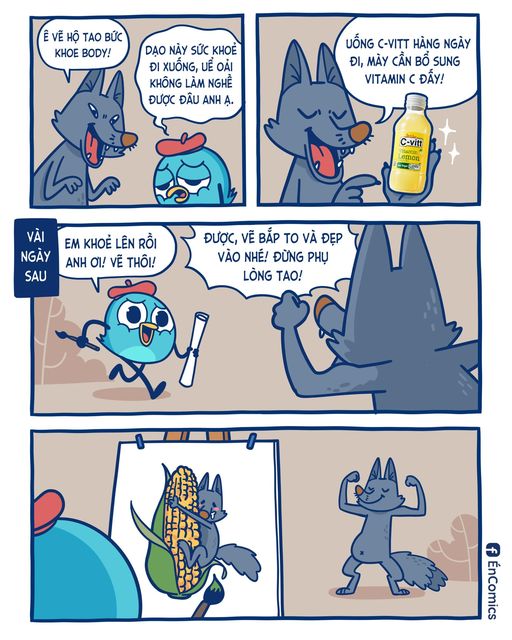 Ê VẼ HỘ TAO BỨC
KHOE BODY!
DẠO NÀY SỨC KHOẺ
ĐI XUỐNG, UỂ OẢI
KHÔNG LÀM NGHỀ
ĐƯỢC ĐÂU ANH Ạ.
UỐNG C-VITT HÀNG NGÀY
ĐI, MÀY CẦN BỔ SUNG
VITAMIN C ĐẤY!
C-vitt
Vitamin
Lemon
VÀI
NGÀY
SAU
EM KHOẺ LÊN RỒI
ANH ƠI! VẼ THÔI!
ĐƯỢC, VẼ BẮP TO VÀ ĐẸP
VÀO NHÉ! ĐỪNG PHỤ
LÒNG TAO!
ÉnComics